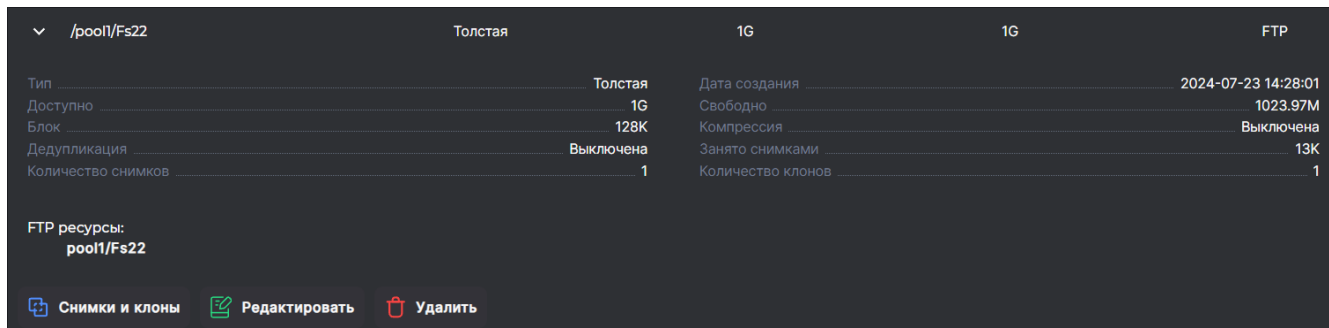 /pool1/Fs22 Толстая 1G 1G FTP
Тип Толстая Дата создания 2024-07-23 14:28:01
Доступно 1G Свободно 1023.97M
Блок 128K Компрессия Выключена
Дедупликация Выключена Занято снимками 13K
Количество снимков 1 Количество клонов 1
FTP ресурсы:
pool1/Fs22
Снимки и клоны Редактировать Удалить